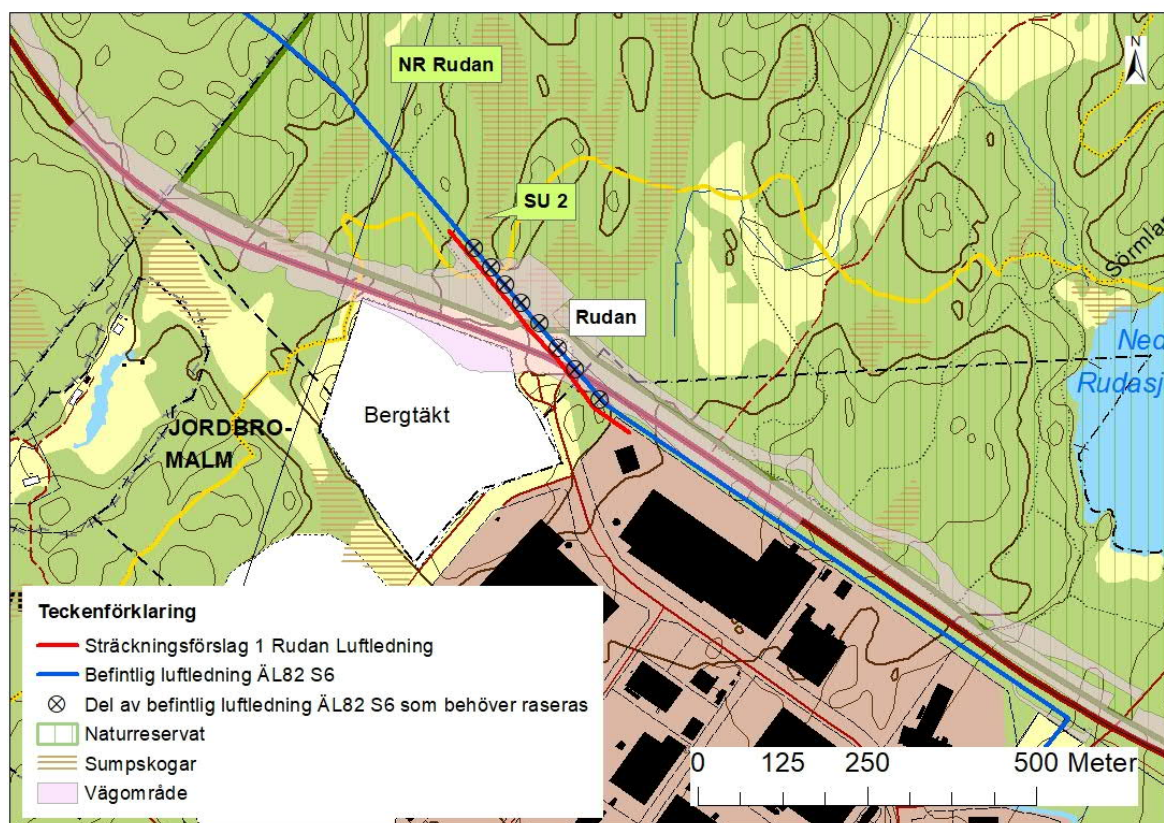 N
NR Rudan
SU 2
Sörmla
Rudan
Ned
Rudasj
Bergtäkt
JORDBRO-
MALM
Teckenförklaring
Sträckningsförslag 1 Rudan Luftledning
Befintlig luftledning ÄL82 S6
Del av befintlig luftledning ÄL82 S6 som behöver raseras
Naturreservat
Sumpskogar
Vägområde
0 125 250 500 Meter